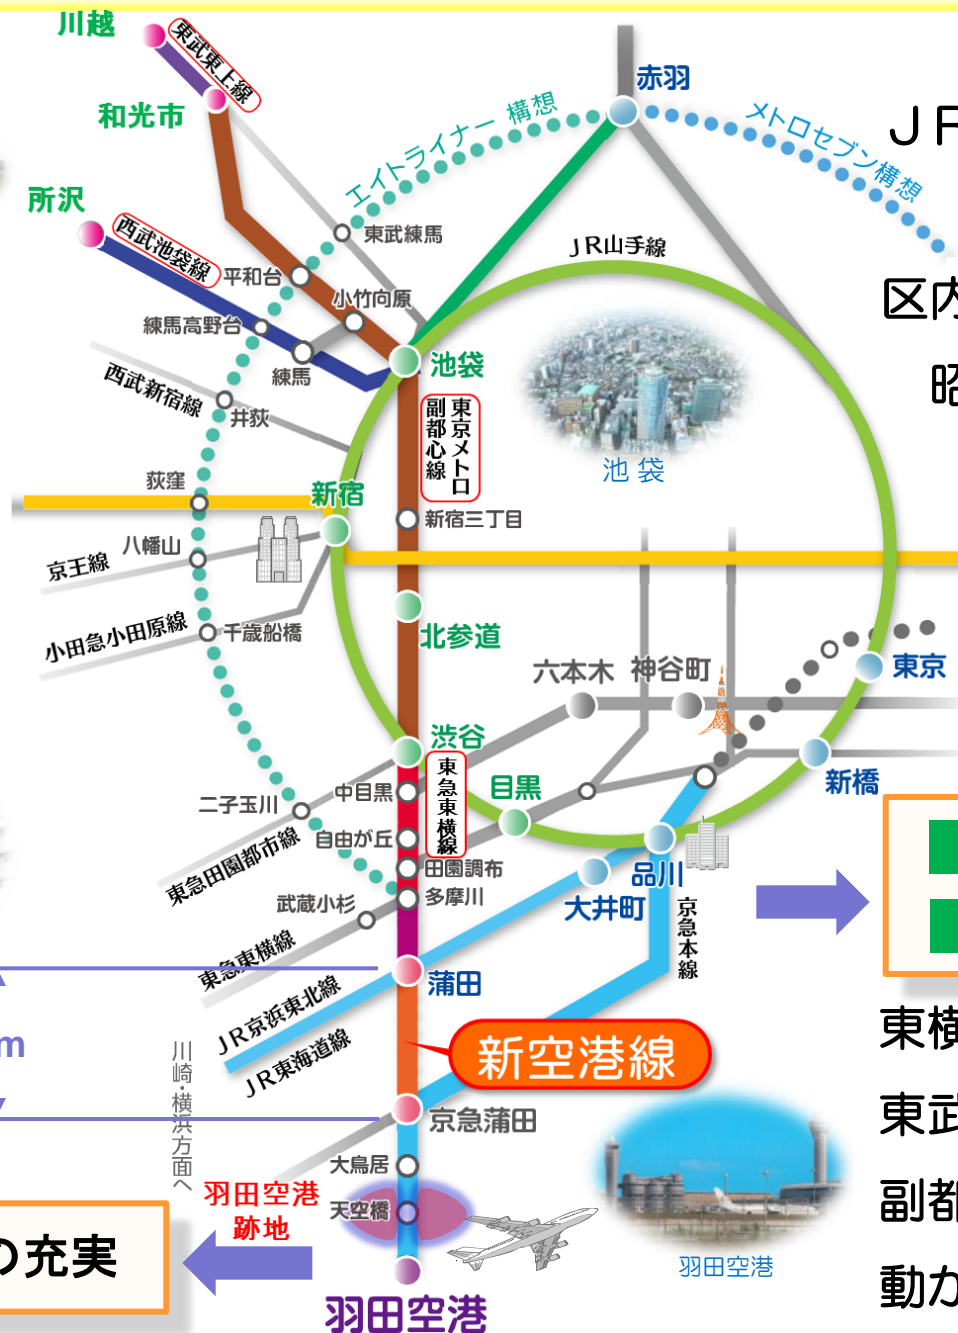 川越
東武東上線
和光市
所沢
西武池袋線
エイトライナー 構想
赤羽
メトロセブン構想
JR
東武練馬
平和台
小竹向原
練馬高野台
練馬
JR山手線
区内
昭
西武新宿線
井荻
池袋
東京メトロ
副都心線
池袋
荻窪
新宿
新宿三丁目
八幡山
京王線
小田急小田原線
千歳船橋
北参道
六本木
神谷町
東京
渋谷
東急東横線
中目黒
目黒
新橋
二子玉川
自由が丘
東急田園都市線
田園調布
品川
多摩川
武蔵小杉
大井町
京急本線
東急東横線
蒲田
JR京浜東北線
JR東海道線
m
新空港線
川崎・横浜方面へ
京急蒲田
大鳥居
羽田空港
跡地
天空橋
の充実
羽田空港
羽田空港
東横
東武
副都
動か